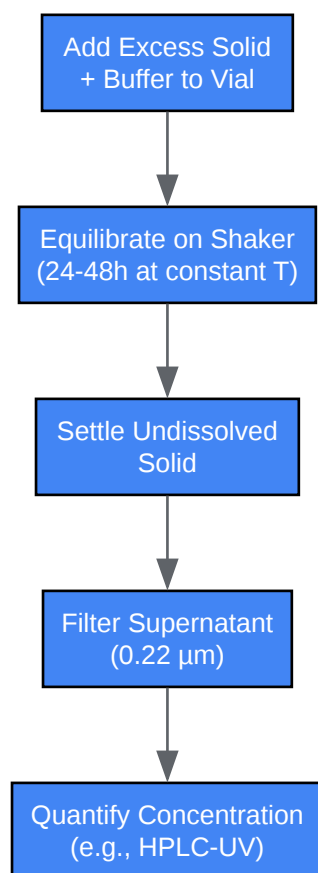 Add Excess Solid
+ Buffer to Vial
Equilibrate on Shaker
(24-48h at constant T)
Settle Undissolved
Solid
Filter Supernatant
(0.22 µm)
Quantify Concentration
(e.g., HPLC-UV)